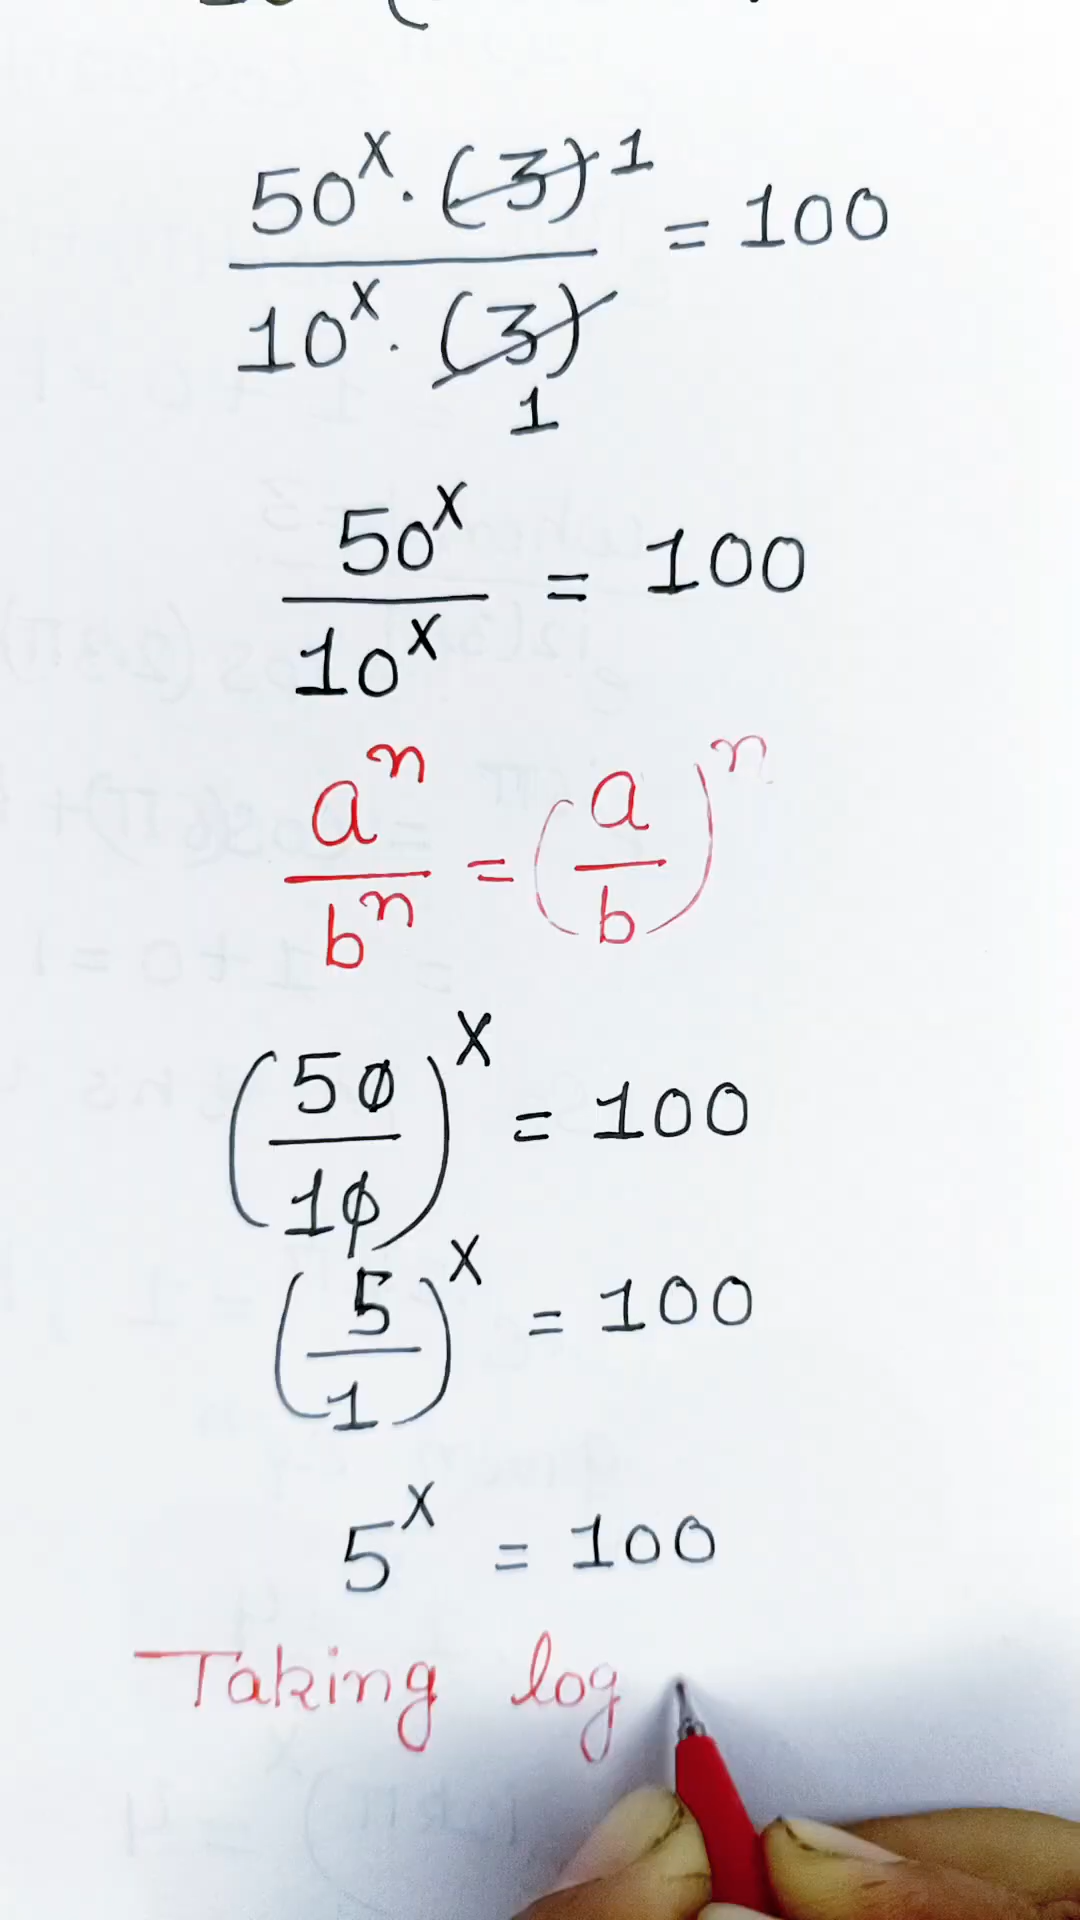 50^x · (3) 1
——— = 100
10^x · (3)
1
50^x
——— = 100
10^x
a^n / b^n = (a/b)^n
(50/10)^x = 100
(5/1)^x = 100
5^x = 100
Taking log